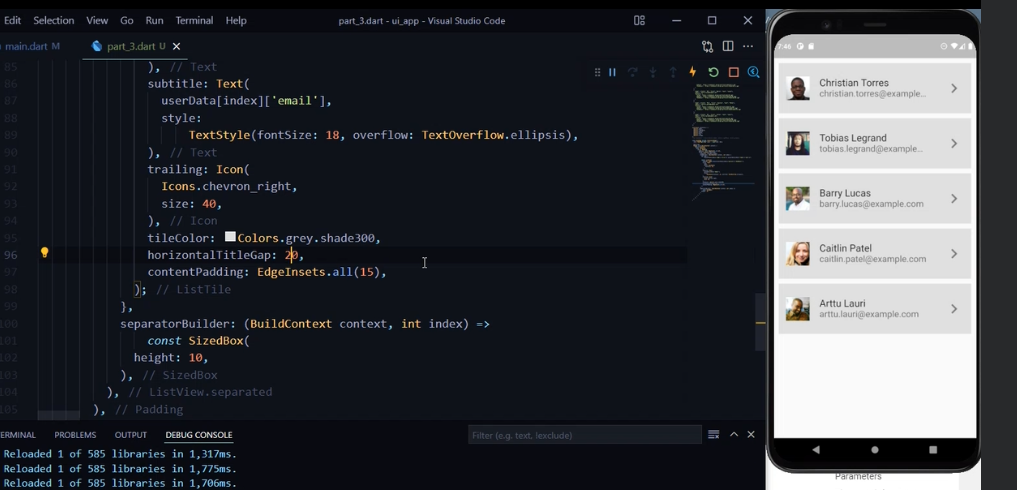 Edit Selection View Go Run Terminal Help part_3.dart - ui_app - Visual Studio Code
main.dart M part_3.dart U
85 ), // Text
86 subtitle: Text(
87 userData[index]['email'],
88 style:
89 TextStyle(fontSize: 18, overflow: TextOverflow.ellipsis),
90 ), // Text
91 trailing: Icon(
92 Icons.chevron_right,
93 size: 40,
94 ), // Icon
95 tileColor: Colors.grey.shade300,
96 horizontalTitleGap: 20,
97 contentPadding: EdgeInsets.all(15),
98 ); // ListTile
99 },
100 separatorBuilder: (BuildContext context, int index) =>
101 const SizedBox(
102 height: 10,
103 ), // SizedBox
104 ), // ListView.separated
105 ), // Padding
ERMINAL PROBLEMS OUTPUT DEBUG CONSOLE Filter (e.g. text, !exclude)
Reloaded 1 of 585 libraries in 1,317ms.
Reloaded 1 of 585 libraries in 1,775ms.
Reloaded 1 of 585 libraries in 1,706ms.
7:46
Christian Torres
christian.torres@example...
Tobias Legrand
tobias.legrand@example...
Barry Lucas
barry.lucas@example.com
Caitlin Patel
caitlin.patel@example.com
Arttu Lauri
arttu.lauri@example.com
Parameters